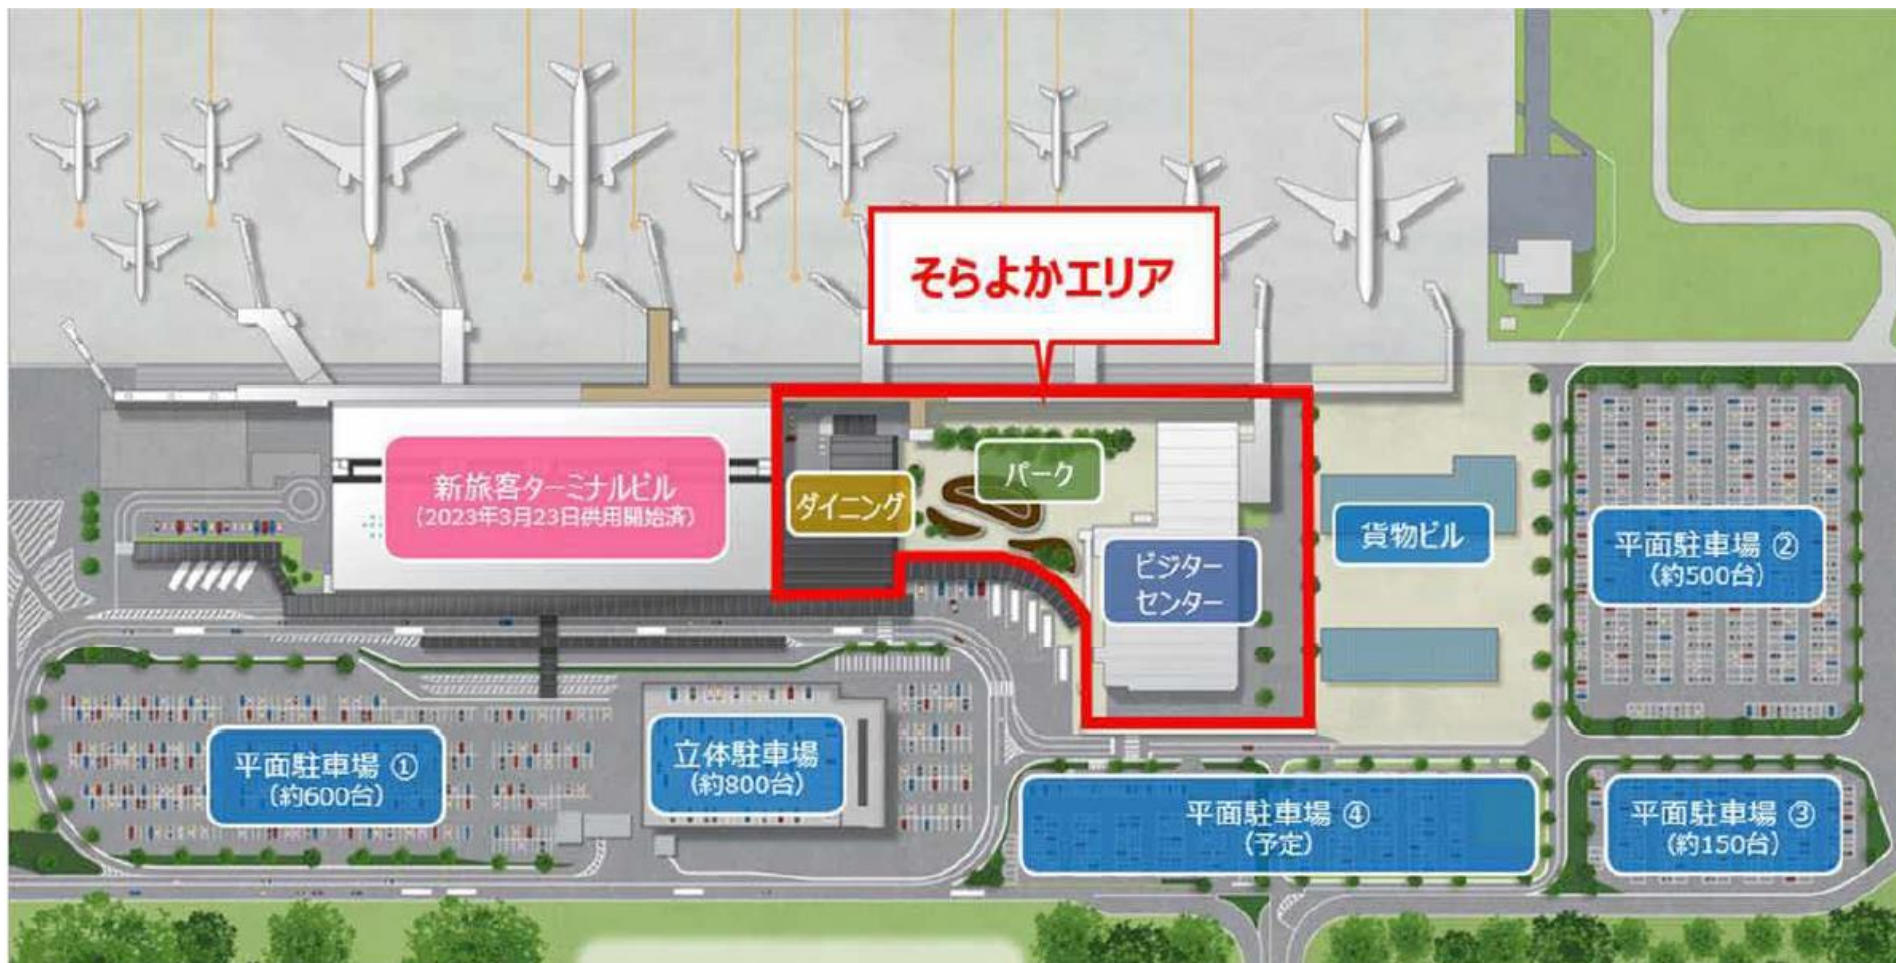 そらよかエリア
新旅客ターミナルビル
(2023年3月23日供用開始済)
ダイニング
パーク
ビジター
センター
貨物ビル
平面駐車場 ②
(約500台)
平面駐車場 ①
(約600台)
立体駐車場
(約800台)
平面駐車場 ④
(予定)
平面駐車場 ③
(約150台)